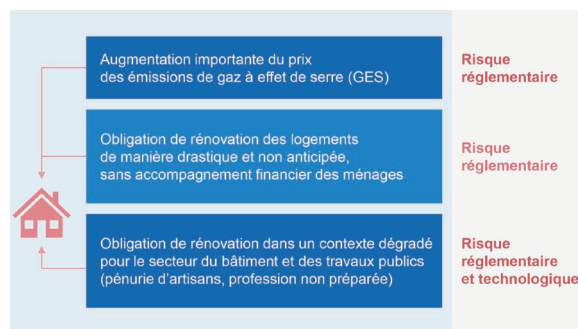 Augmentation importante du prix
des émissions de gaz à effet de serre (GES)
Risque
réglementaire
Obligation de rénovation des logements
de manière drastique et non anticipée,
sans accompagnement financier des ménages
Risque
réglementaire
Obligation de rénovation dans un contexte dégradé
pour le secteur du bâtiment et des travaux publics
(pénurie d'artisans, profession non préparée)
Risque
réglementaire
et technologique